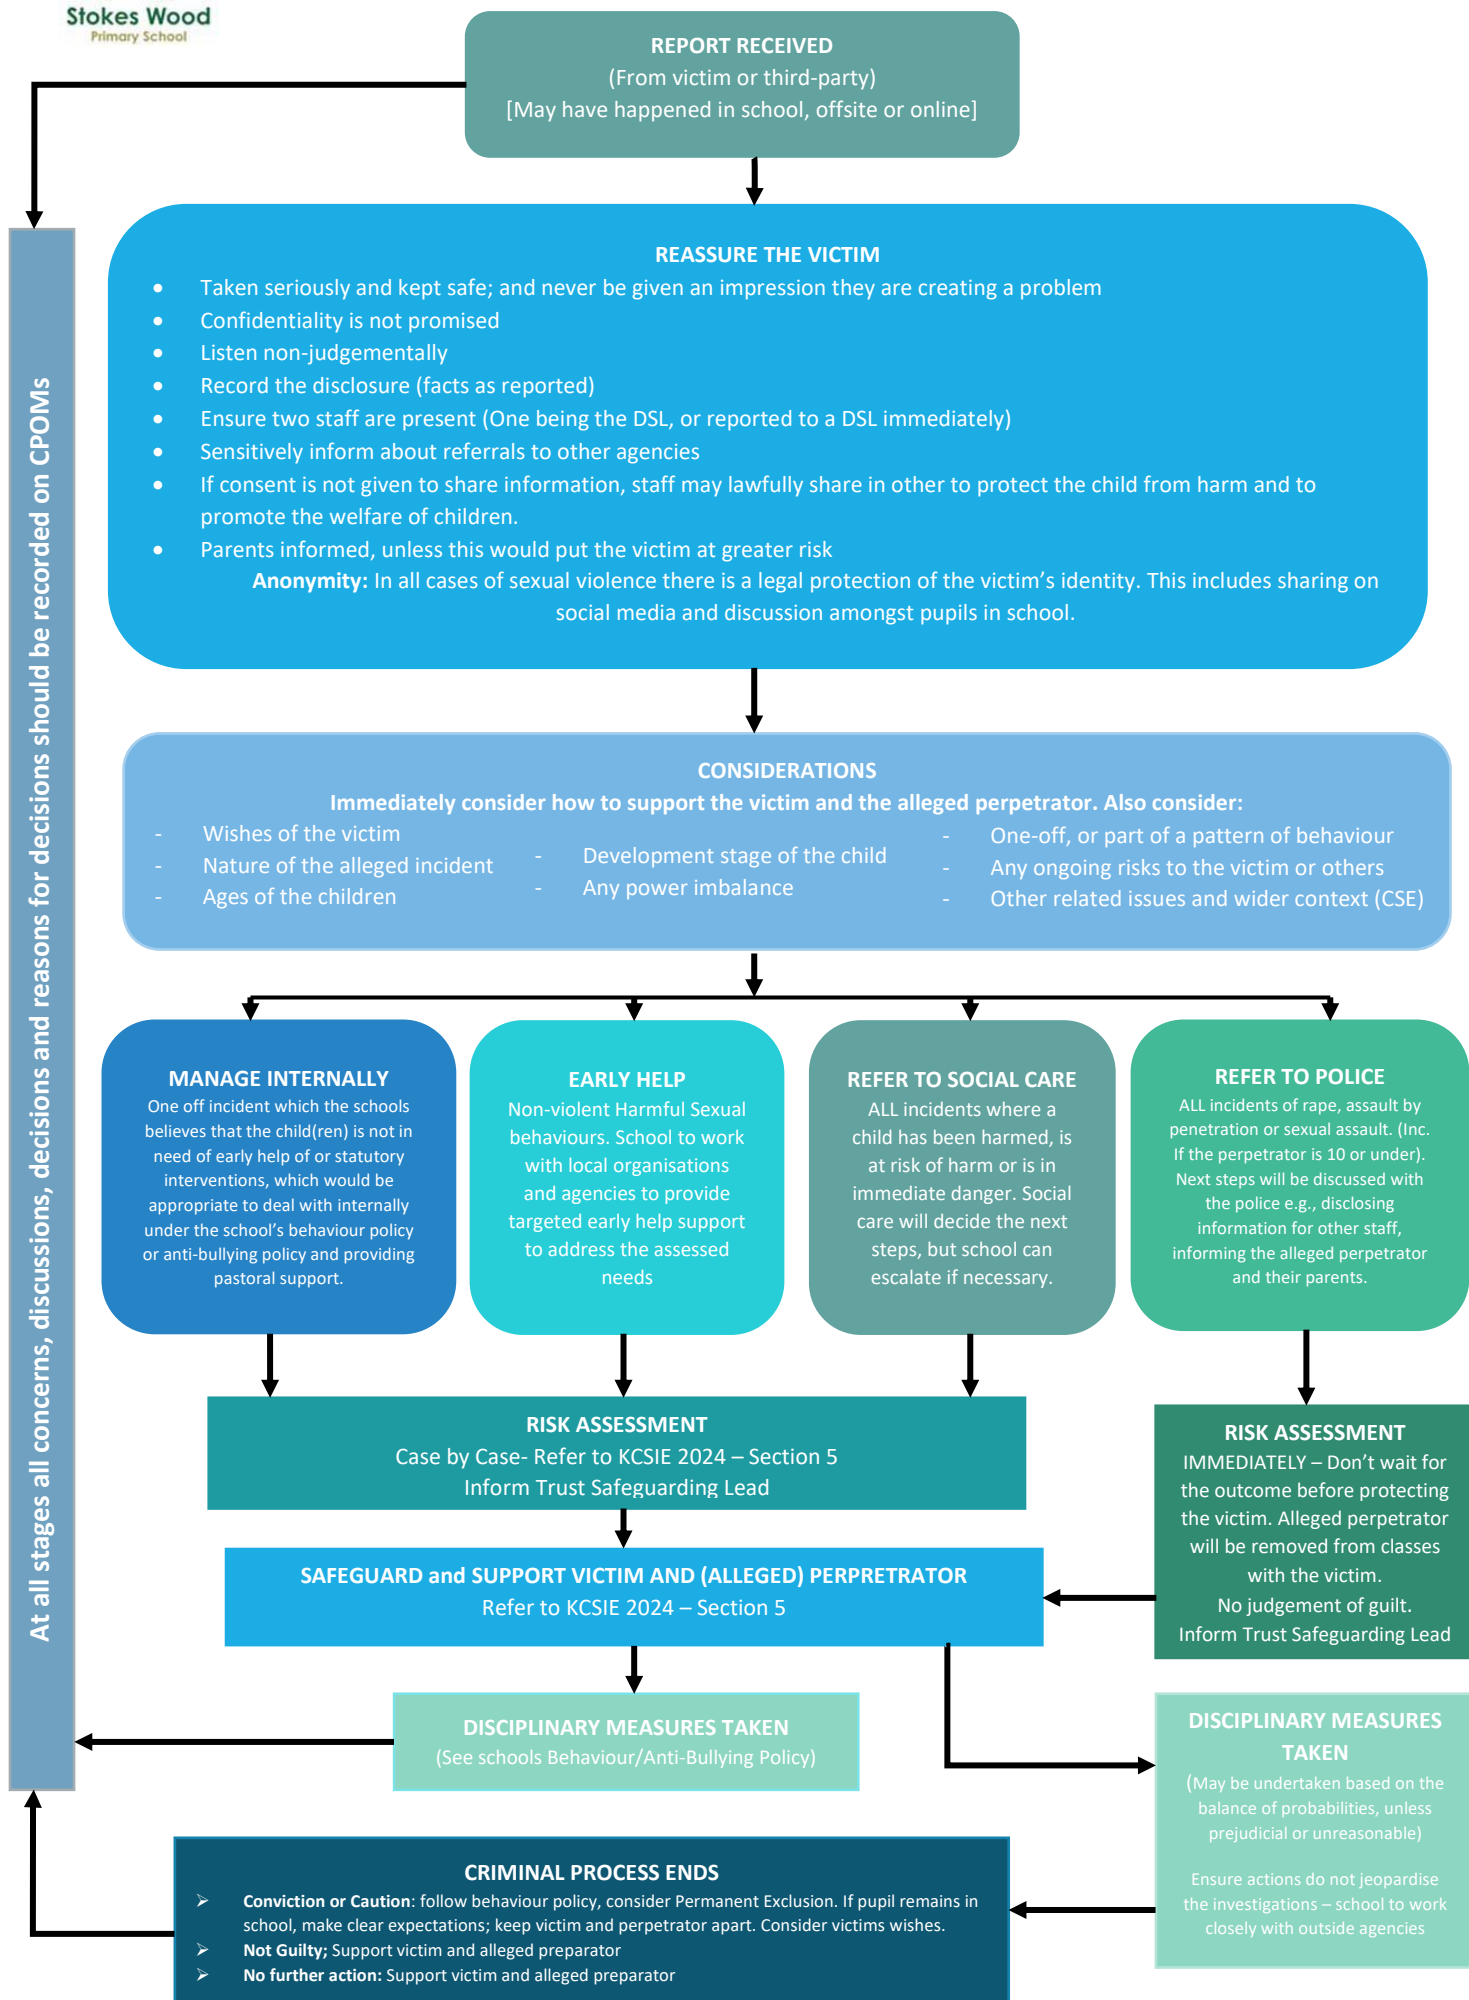 Stokes Wood
Primary School
REPORT RECEIVED
(From victim or third-party)
[May have happened in school, offsite or online]
At all stages all concerns, discussions, decisions and reasons for decisions should be recorded on CPOMs
REASSURE THE VICTIM
• Taken seriously and kept safe; and never be given an impression they are creating a problem
• Confidentiality is not promised
• Listen non-judgementally
• Record the disclosure (facts as reported)
• Ensure two staff are present (One being the DSL, or reported to a DSL immediately)
• Sensitively inform about referrals to other agencies
• If consent is not given to share information, staff may lawfully share in other to protect the child from harm and to
promote the welfare of children.
• Parents informed, unless this would put the victim at greater risk
Anonymity: In all cases of sexual violence there is a legal protection of the victim's identity. This includes sharing on
social media and discussion amongst pupils in school.
CONSIDERATIONS
Immediately consider how to support the victim and the alleged perpetrator. Also consider:
- Wishes of the victim
- Nature of the alleged incident
- Ages of the children
- Development stage of the child
- Any power imbalance
- One-off, or part of a pattern of behaviour
- Any ongoing risks to the victim or others
- Other related issues and wider context (CSE)
MANAGE INTERNALLY
One off incident which the schools
believes that the child(ren) is not in
need of early help of or statutory
interventions, which would be
appropriate to deal with internally
under the school's behaviour policy
or anti-bullying policy and providing
pastoral support.
EARLY HELP
Non-violent Harmful Sexual
behaviours. School to work
with local organisations
and agencies to provide
targeted early help support
to address the assessed
needs
REFER TO SOCIAL CARE
ALL incidents where a
child has been harmed, is
at risk of harm or is in
immediate danger. Social
care will decide the next
steps, but school can
escalate if necessary.
REFER TO POLICE
ALL incidents of rape, assault by
penetration or sexual assault. (Inc.
If the perpetrator is 10 or under).
Next steps will be discussed with
the police e.g., disclosing
information for other staff,
informing the alleged perpetrator
and their parents.
RISK ASSESSMENT
Case by Case- Refer to KCSIE 2024 – Section 5
Inform Trust Safeguarding Lead
RISK ASSESSMENT
IMMEDIATELY – Don't wait for
the outcome before protecting
the victim. Alleged perpetrator
will be removed from classes
with the victim.
No judgement of guilt.
Inform Trust Safeguarding Lead
SAFEGUARD and SUPPORT VICTIM AND (ALLEGED) PERPRETRATOR
Refer to KCSIE 2024 – Section 5
DISCIPLINARY MEASURES TAKEN
(See schools Behaviour/Anti-Bullying Policy)
DISCIPLINARY MEASURES
TAKEN
(May be undertaken based on the
balance of probabilities, unless
prejudicial or unreasonable)
Ensure actions do not jeopardise
the investigations – school to work
closely with outside agencies
CRIMINAL PROCESS ENDS
➢ Conviction or Caution: follow behaviour policy, consider Permanent Exclusion. If pupil remains in
school, make clear expectations; keep victim and perpetrator apart. Consider victims wishes.
➢ Not Guilty; Support victim and alleged preparator
➢ No further action: Support victim and alleged preparator